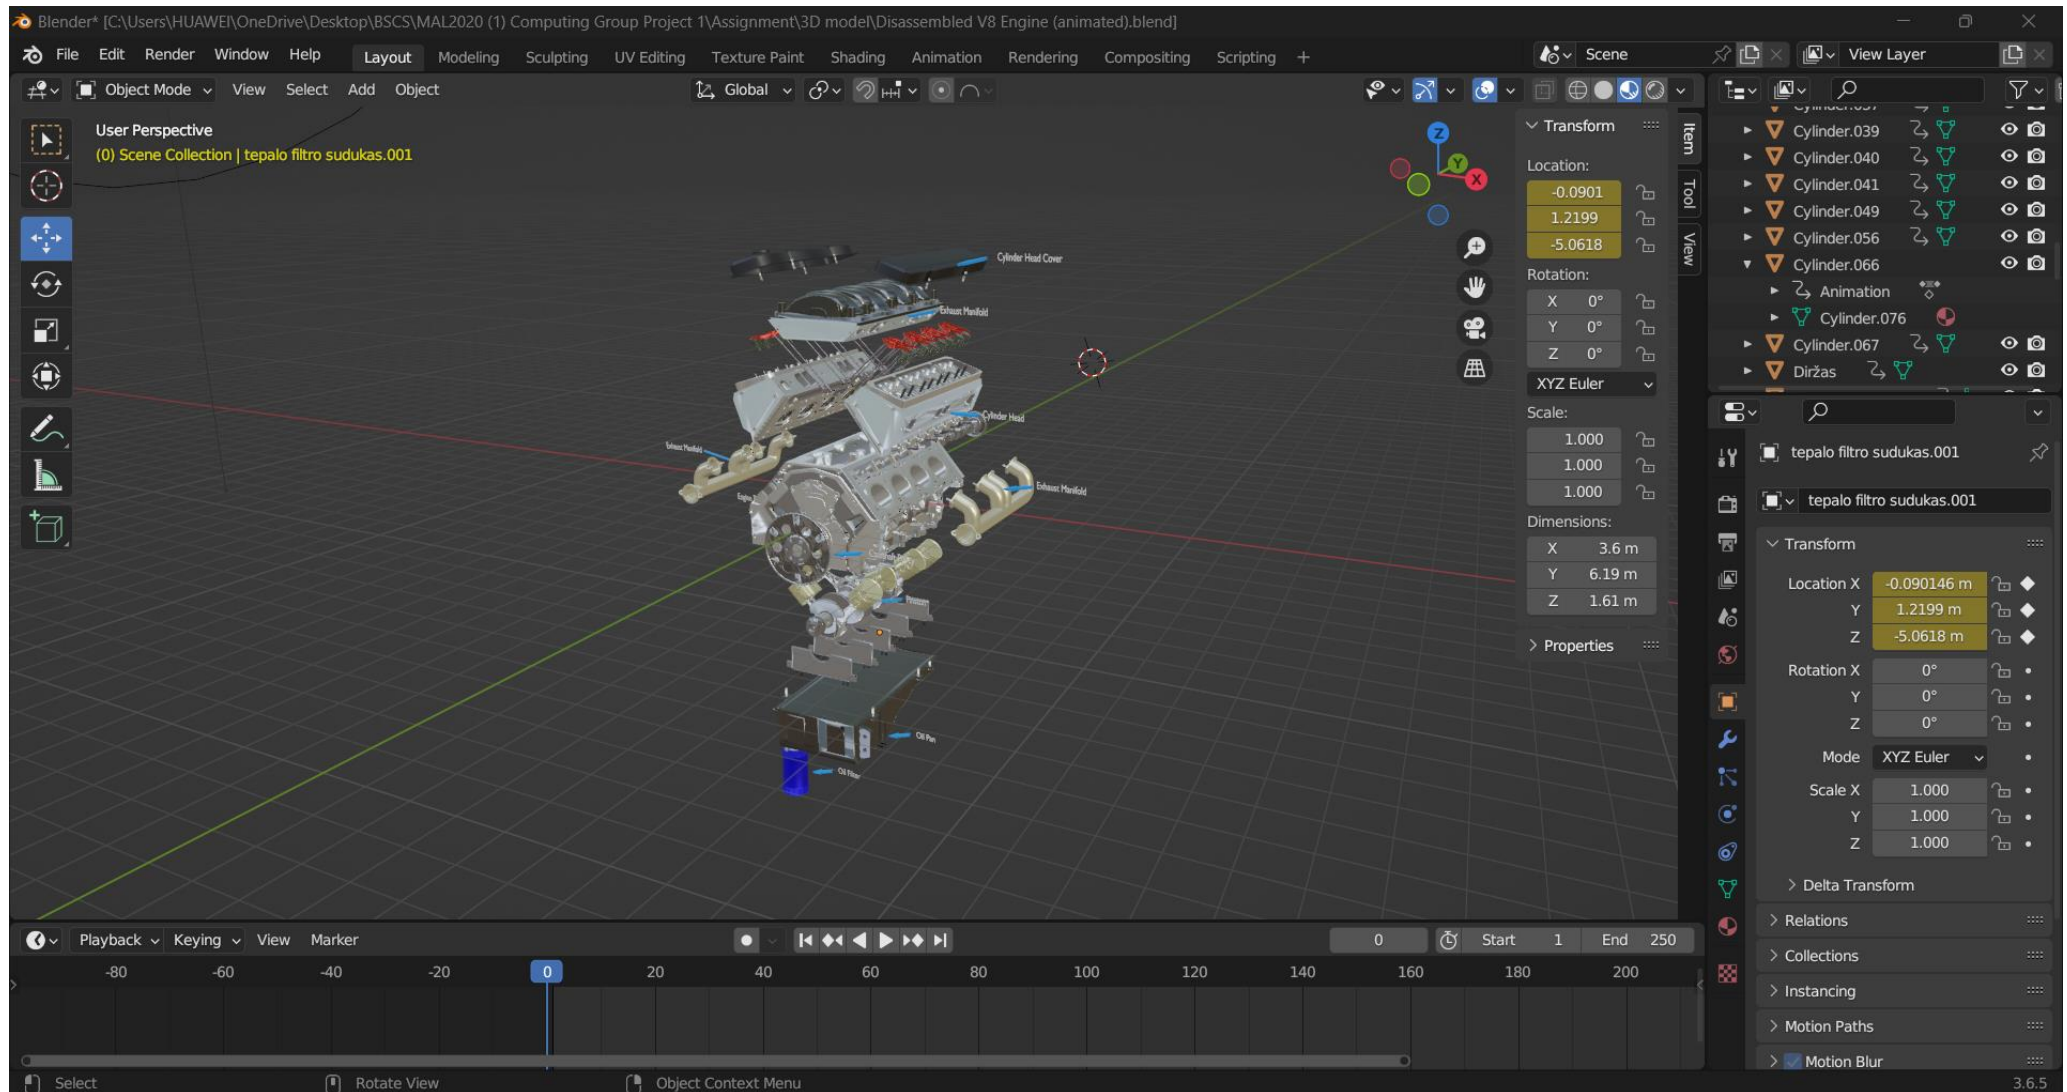 Blender* [C:\Users\HUAWEI\OneDrive\Desktop\BSCS\MAL2020 (1) Computing Group Project 1\Assignment\3D model\Disassembled V8 Engine (animated).blend]
File Edit Render Window Help Layout Modeling Sculpting UV Editing Texture Paint Shading Animation Rendering Compositing Scripting + Scene View Layer
Object Mode View Select Add Object Global
User Perspective
(0) Scene Collection | tepalo filtro sudukas.001
Z
Y
X
Cylinder Head Cover
Exhaust Manifold
Cylinder Head
Exhaust Manifold
Exhaust Manifold
Oil Pan
Oil Filter
Transform
Location:
-0.0901
1.2199
-5.0618
Rotation:
X 0°
Y 0°
Z 0°
XYZ Euler
Scale:
1.000
1.000
1.000
Dimensions:
X 3.6 m
Y 6.19 m
Z 1.61 m
Properties
Item
Tool
View
Cylinder.039
Cylinder.040
Cylinder.041
Cylinder.049
Cylinder.056
Cylinder.066
Animation
Cylinder.076
Cylinder.067
Diržas
tepalo filtro sudukas.001
tepalo filtro sudukas.001
Transform
Location X -0.090146 m
Y 1.2199 m
Z -5.0618 m
Rotation X 0°
Y 0°
Z 0°
Mode XYZ Euler
Scale X 1.000
Y 1.000
Z 1.000
Delta Transform
Relations
Collections
Instancing
Motion Paths
Motion Blur
Playback Keying View Marker 0 Start 1 End 250
-80 -60 -40 -20 0 20 40 60 80 100 120 140 160 180 200
Select Rotate View Object Context Menu 3.6.5